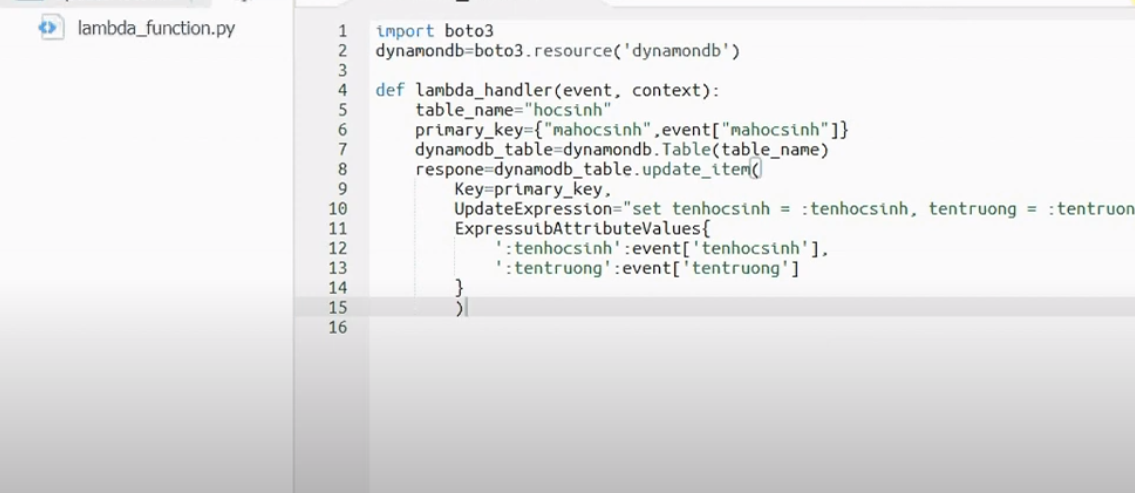 lambda_function.py
1 import boto3
2 dynamondb=boto3.resource('dynamondb')
3
4 def lambda_handler(event, context):
5 table_name="hocsinh"
6 primary_key={"mahocsinh",event["mahocsinh"]}
7 dynamodb_table=dynamondb.Table(table_name)
8 respone=dynamodb_table.update_item(
9 Key=primary_key,
10 UpdateExpression="set tenhocsinh = :tenhocsinh, tentruong = :tentruon
11 ExpressuibAttributeValues{
12 ':tenhocsinh':event['tenhocsinh'],
13 ':tentruong':event['tentruong']
14 }
15 )
16